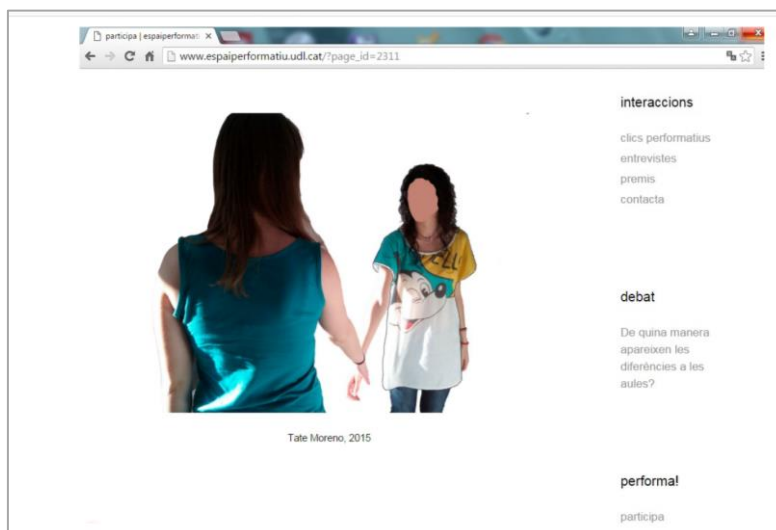 participa | espaiperformat
www.espaiperformatiu.udl.cat/?page_id=2311
interaccions
clics performatius
entrevistes
premis
contacta
debat
De quina manera
apareixen les
diferències a les
aules?
performa!
participa
Tate Moreno, 2015